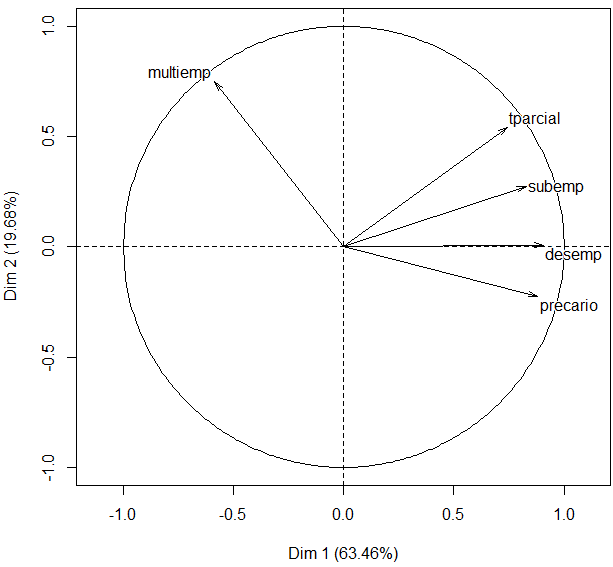 1.0
0.5
0.0
-0.5
-1.0
Dim 2 (19.68%)
multiemp
tparcial
subemp
desemp
precario
-1.0 -0.5 0.0 0.5 1.0
Dim 1 (63.46%)